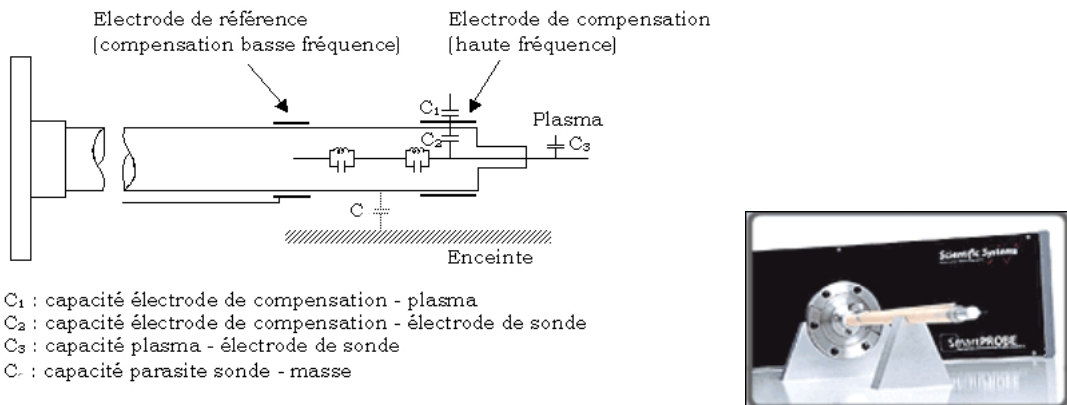 Electrode de référence
(compensation basse fréquence)
Electrode de compensation
(haute fréquence)
C₁
C₂
Plasma
C₃
C
Enceinte
C₁ : capacité électrode de compensation - plasma
C₂ : capacité électrode de compensation - électrode de sonde
C₃ : capacité plasma - électrode de sonde
C : capacité parasite sonde - masse
Scientific Systems
SmartPROBE